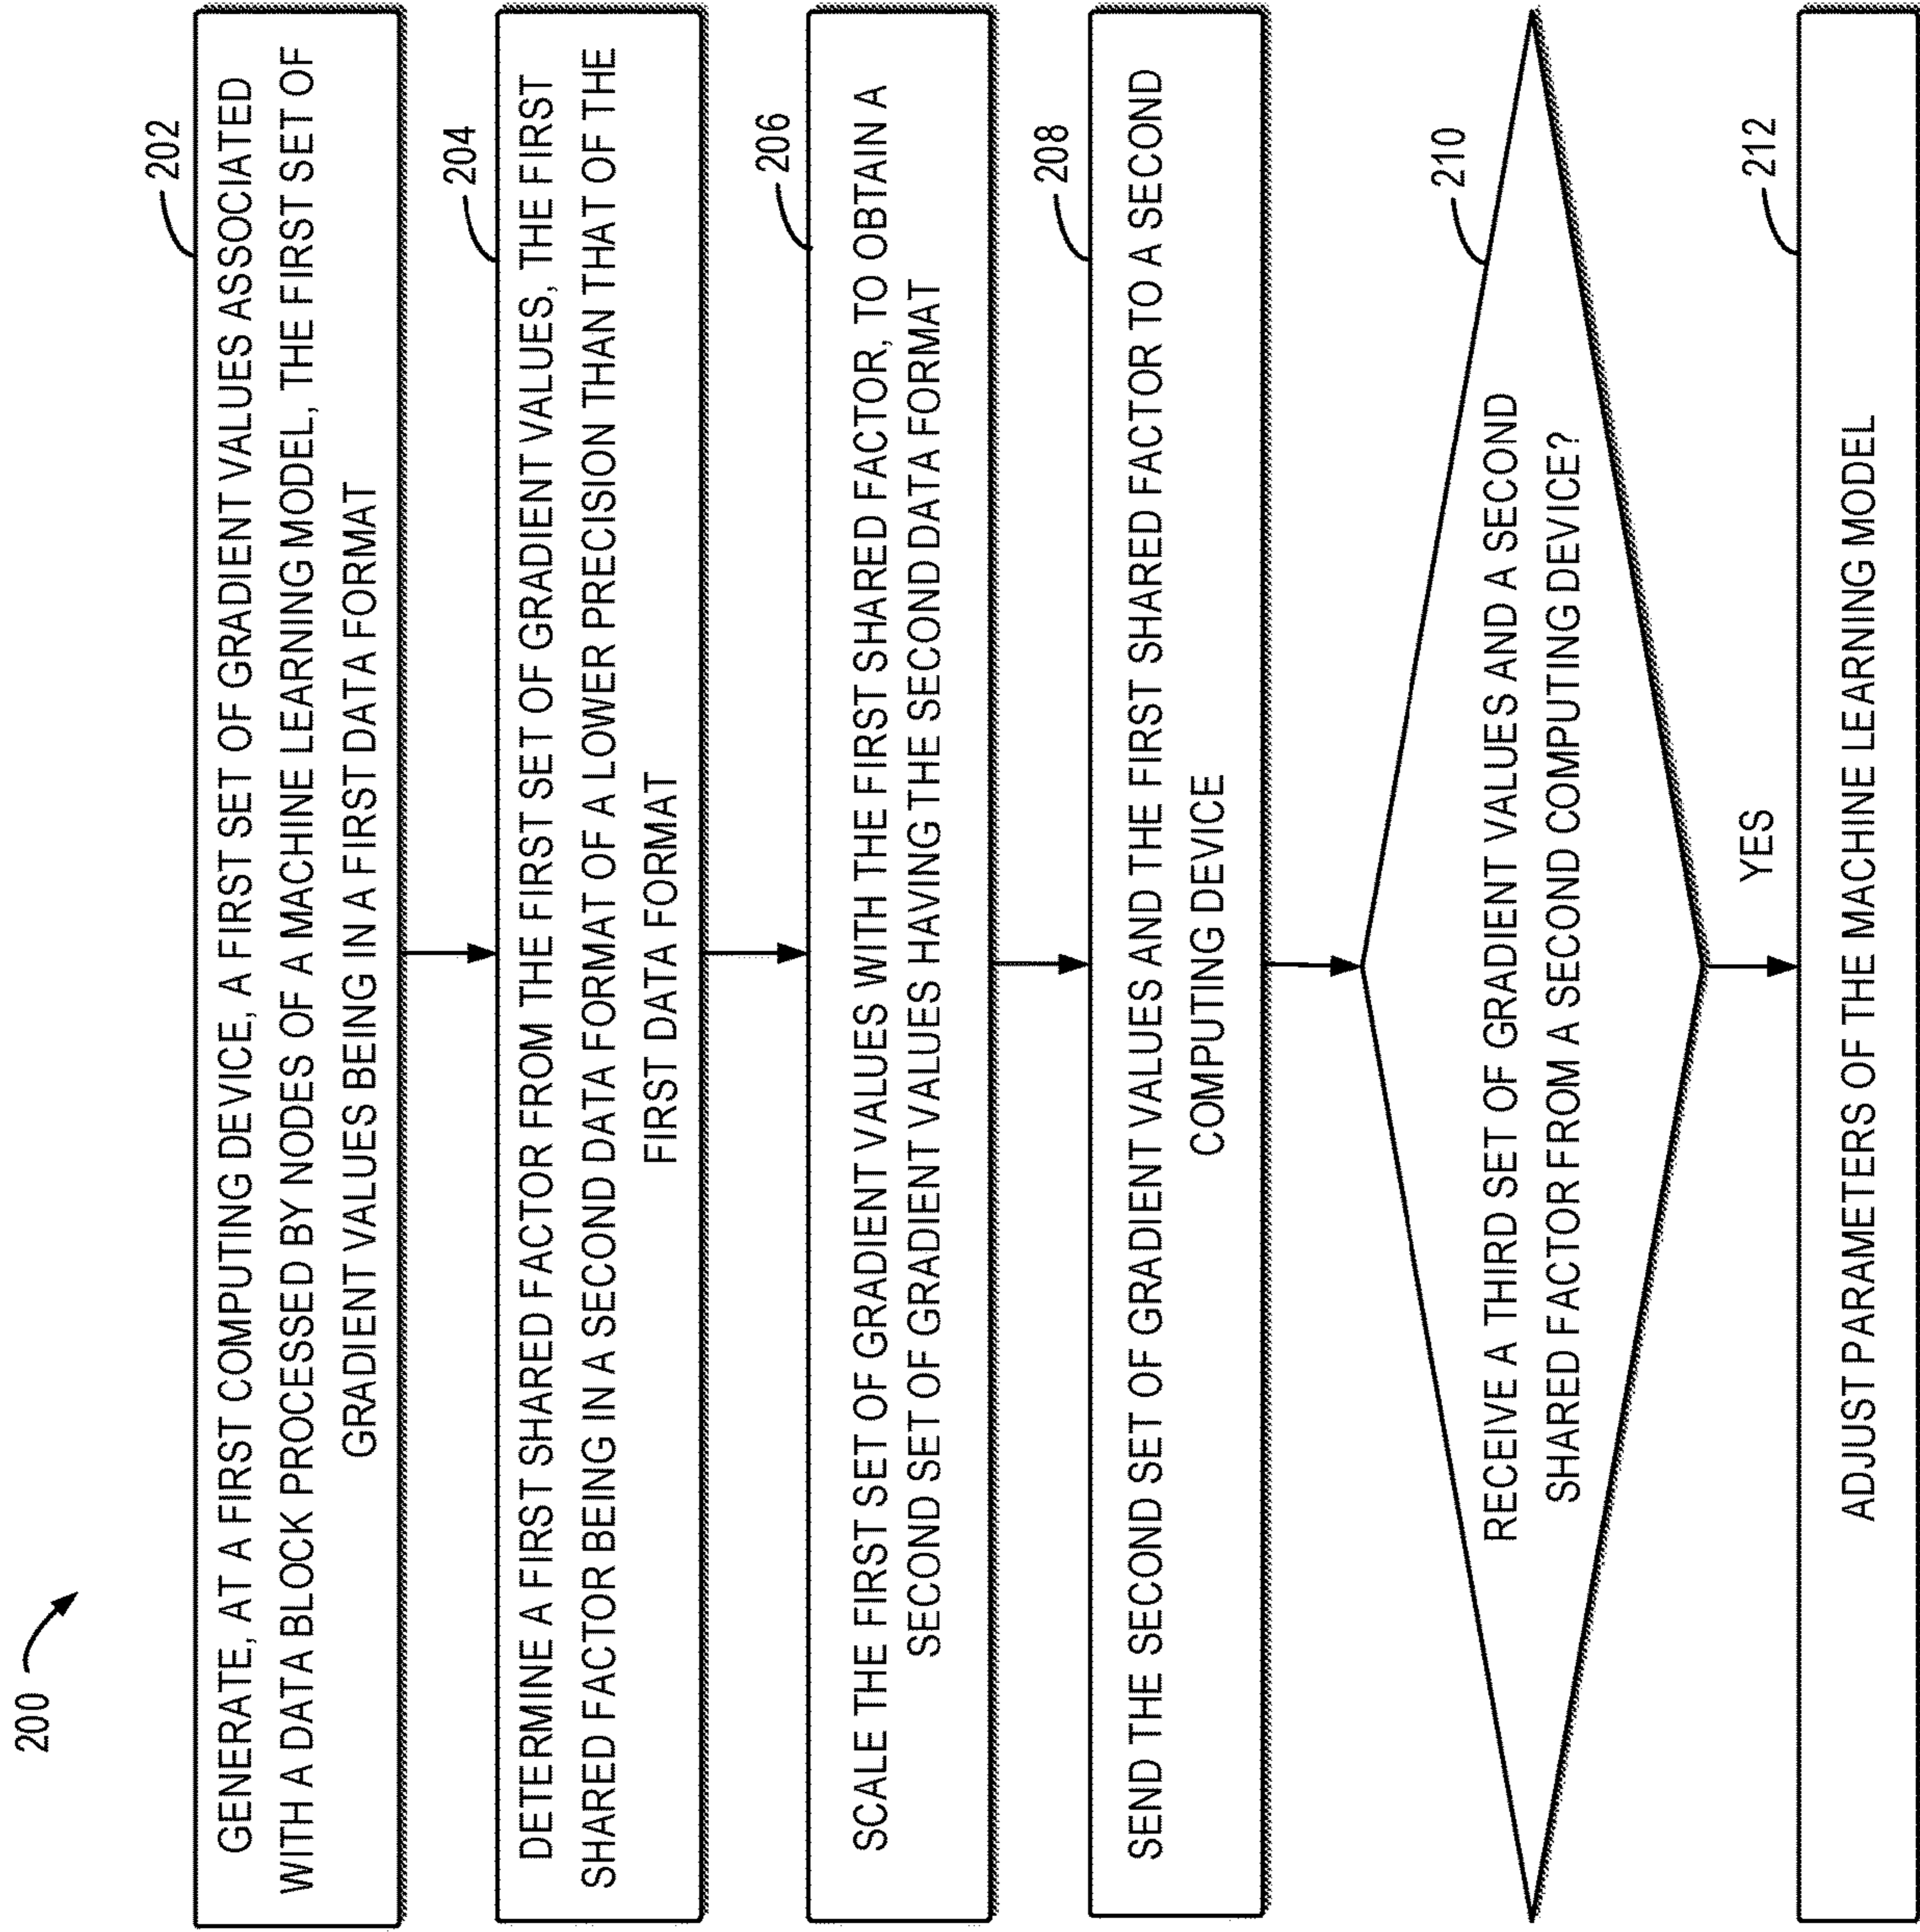 200
202
GENERATE, AT A FIRST COMPUTING DEVICE, A FIRST SET OF GRADIENT VALUES ASSOCIATED
WITH A DATA BLOCK PROCESSED BY NODES OF A MACHINE LEARNING MODEL, THE FIRST SET OF
GRADIENT VALUES BEING IN A FIRST DATA FORMAT
204
DETERMINE A FIRST SHARED FACTOR FROM THE FIRST SET OF GRADIENT VALUES, THE FIRST
SHARED FACTOR BEING IN A SECOND DATA FORMAT OF A LOWER PRECISION THAN THAT OF THE
FIRST DATA FORMAT
206
SCALE THE FIRST SET OF GRADIENT VALUES WITH THE FIRST SHARED FACTOR, TO OBTAIN A
SECOND SET OF GRADIENT VALUES HAVING THE SECOND DATA FORMAT
208
SEND THE SECOND SET OF GRADIENT VALUES AND THE FIRST SHARED FACTOR TO A SECOND
COMPUTING DEVICE
210
RECEIVE A THIRD SET OF GRADIENT VALUES AND A SECOND
SHARED FACTOR FROM A SECOND COMPUTING DEVICE?
YES
212
ADJUST PARAMETERS OF THE MACHINE LEARNING MODEL